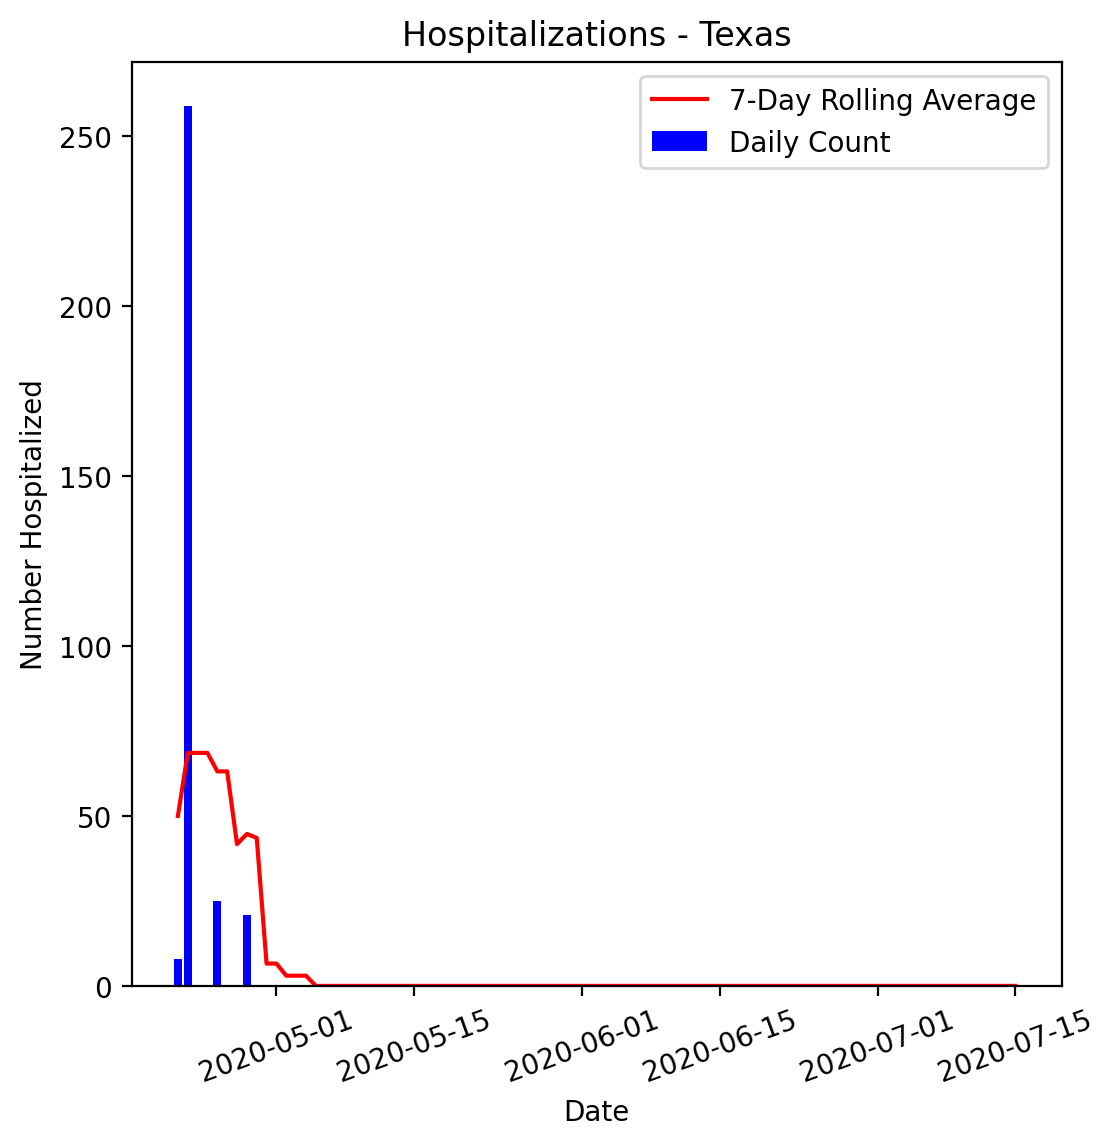 Hospitalizations - Texas
7-Day Rolling Average
Daily Count
250
200
150
100
50
0
Number Hospitalized
2020-05-01
2020-05-15
2020-06-01
2020-06-15
2020-07-01
2020-07-15
Date